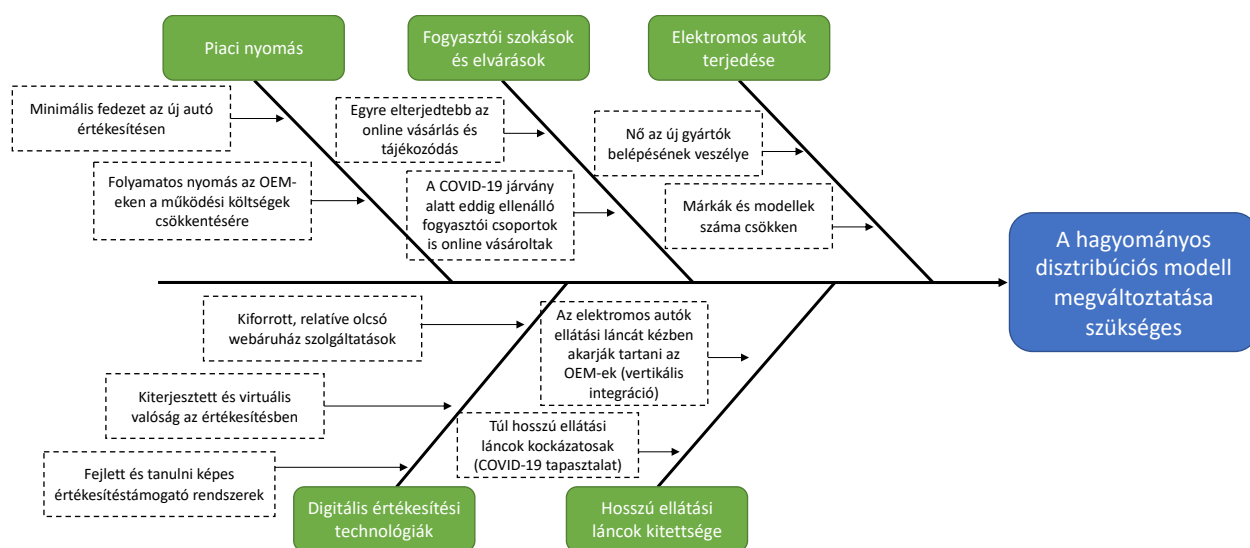 Piaci nyomás
Fogyasztói szokások
és elvárások
Elektromos autók
terjedése
Minimális fedezet az új autó
értékesítésen
Folyamatos nyomás az OEM-
eken a működési költségek
csökkentésére
Egyre elterjedtebb az
online vásárlás és
tájékozódás
A COVID-19 járvány
alatt eddig ellenálló
fogyasztói csoportok
is online vásároltak
Nő az új gyártók
belépésének veszélye
Márkák és modellek
száma csökken
A hagyományos
disztribúciós modell
megváltoztatása
szükséges
Kiforrott, relatíve olcsó
webáruház szolgáltatások
Kiterjesztett és virtuális
valóság az értékesítésben
Fejlett és tanulni képes
értékesítéstámogató rendszerek
Az elektromos autók
ellátási láncát kézben
akarják tartani az
OEM-ek (vertikális
integráció)
Túl hosszú ellátási
láncok kockázatosak
(COVID-19 tapasztalat)
Digitális értékesítési
technológiák
Hosszú ellátási
láncok kitettsége